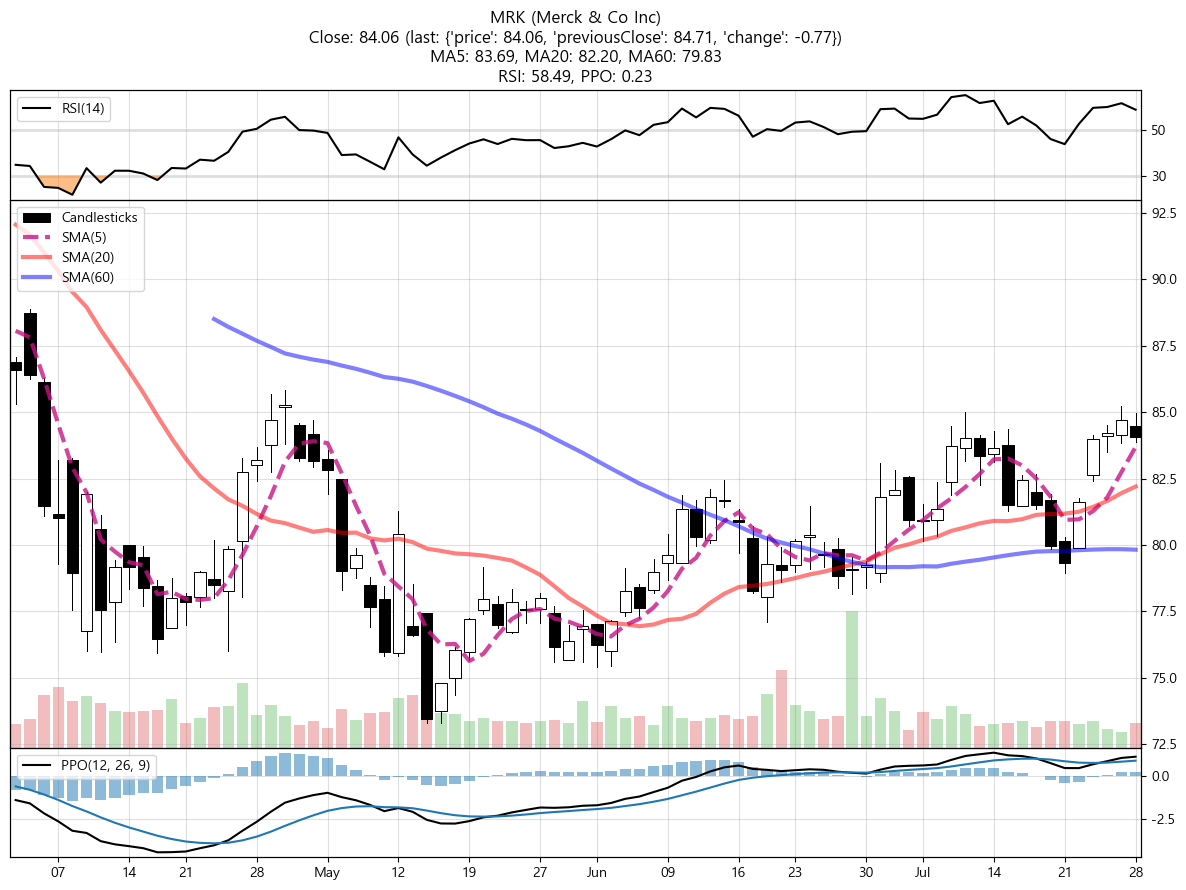 MRK (Merck & Co Inc)
Close: 84.06 (last: {'price': 84.06, 'previousClose': 84.71, 'change': -0.77})
MA5: 83.69, MA20: 82.20, MA60: 79.83
RSI: 58.49, PPO: 0.23
RSI(14)
50
30
Candlesticks
SMA(5)
SMA(20)
SMA(60)
92.5
90.0
87.5
85.0
82.5
80.0
77.5
75.0
72.5
PPO(12, 26, 9)
0.0
−2.5
07 14 21 28 May 12 19 27 Jun 09 16 23 30 Jul 14 21 28